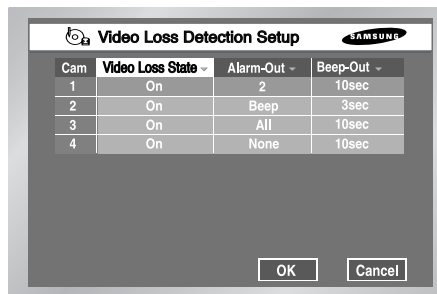 Video Loss Detection Setup SAMSUNG
Cam Video Loss State Alarm-Out Beep-Out
1 On 2 10sec
2 On Beep 3sec
3 On All 10sec
4 On None 10sec
OK Cancel